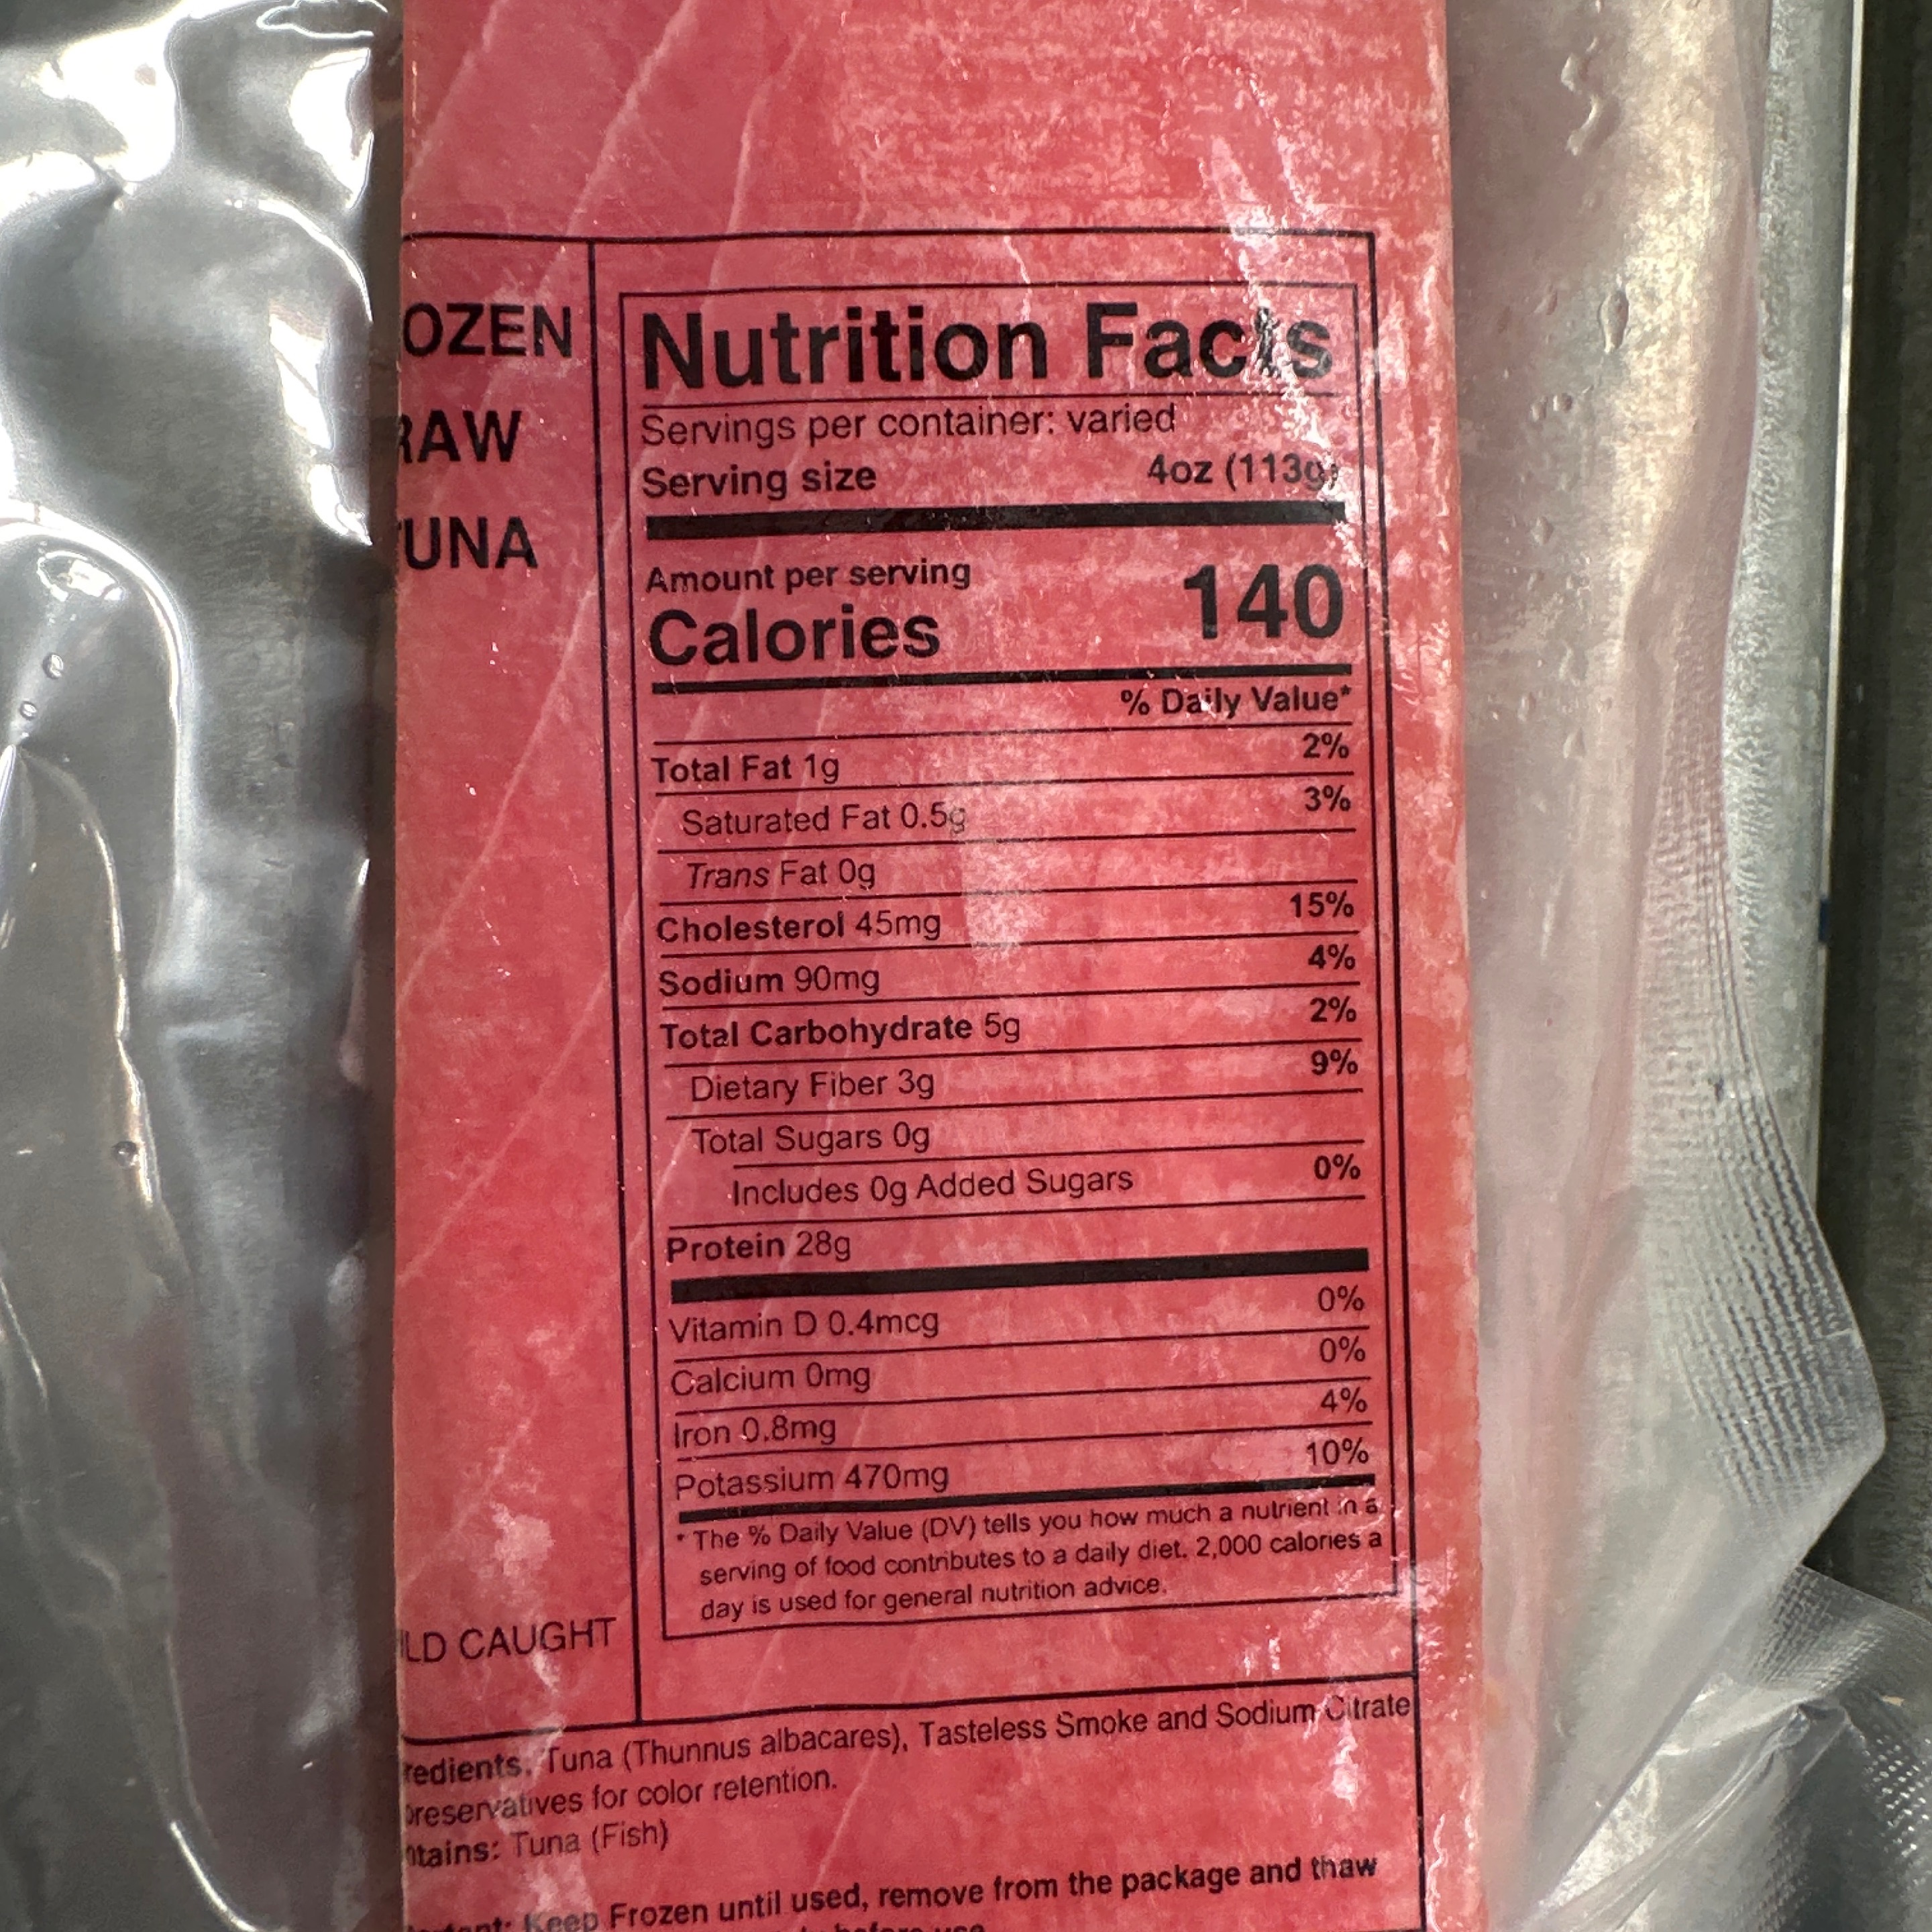 OZEN
RAW
TUNA
Nutrition Facts
Servings per container: varied
Serving size 4oz (113g)
Amount per serving
Calories 140
% Daily Value*
Total Fat 1g 2%
Saturated Fat 0.5g 3%
Trans Fat 0g
Cholesterol 45mg 15%
Sodium 90mg 4%
Total Carbohydrate 5g 2%
Dietary Fiber 3g 9%
Total Sugars 0g
Includes 0g Added Sugars 0%
Protein 28g
Vitamin D 0.4mcg 0%
Calcium 0mg 0%
Iron 0.8mg 4%
Potassium 470mg 10%
* The % Daily Value (DV) tells you how much a nutrient in a
serving of food contributes to a daily diet. 2,000 calories a
day is used for general nutrition advice.
LD CAUGHT
redients: Tuna (Thunnus albacares), Tasteless Smoke and Sodium Citrate
preservatives for color retention.
ntains: Tuna (Fish)
Keep Frozen until used, remove from the package and thaw
before use